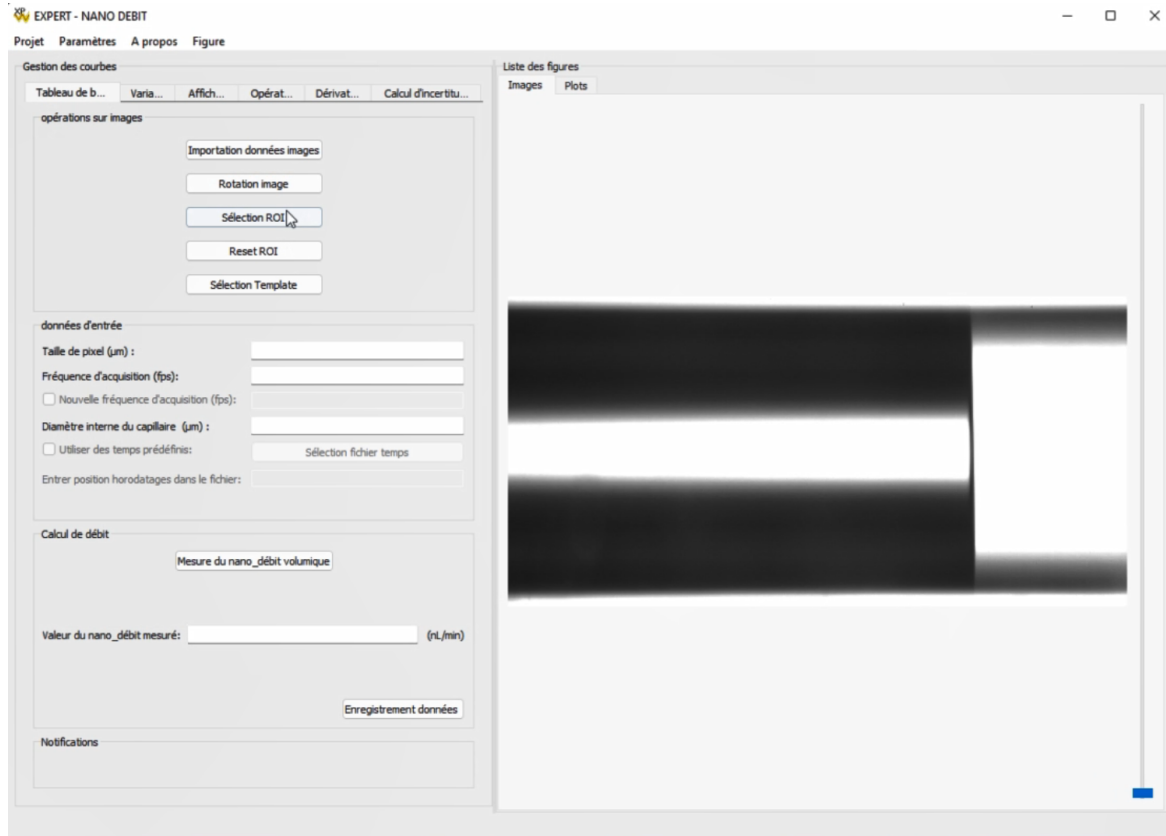 XP EXPERT - NANO DEBIT
Projet Paramètres A propos Figure
Gestion des courbes
Tableau de b... Varia... Affich... Opérat... Dérivat... Calcul d'incertitu...
opérations sur images
Importation données images
Rotation image
Sélection ROI
Reset ROI
Sélection Template
données d'entrée
Taille de pixel (µm) :
Fréquence d'acquisition (fps):
Nouvelle fréquence d'acquisition (fps):
Diamètre interne du capillaire (µm) :
Utiliser des temps prédéfinis: Sélection fichier temps
Entrer position horodatages dans le fichier:
Calcul de débit
Mesure du nano_débit volumique
Valeur du nano_débit mesuré: (nL/min)
Enregistrement données
Notifications
Liste des figures
Images Plots